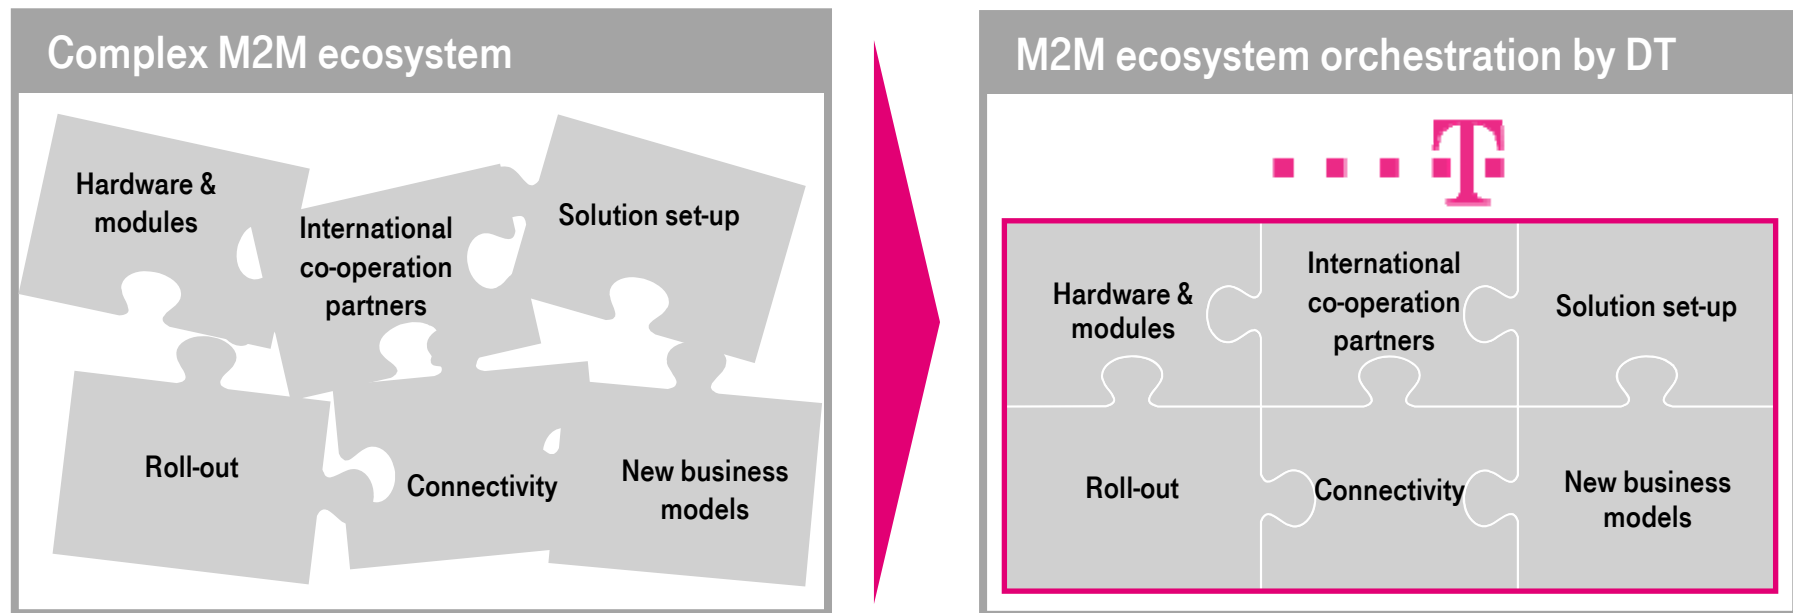 Complex M2M ecosystem
Hardware &
modules
International
co-operation
partners
Solution set-up
Roll-out
Connectivity
New business
models
M2M ecosystem orchestration by DT
T
Hardware &
modules
International
co-operation
partners
Solution set-up
Roll-out
Connectivity
New business
models